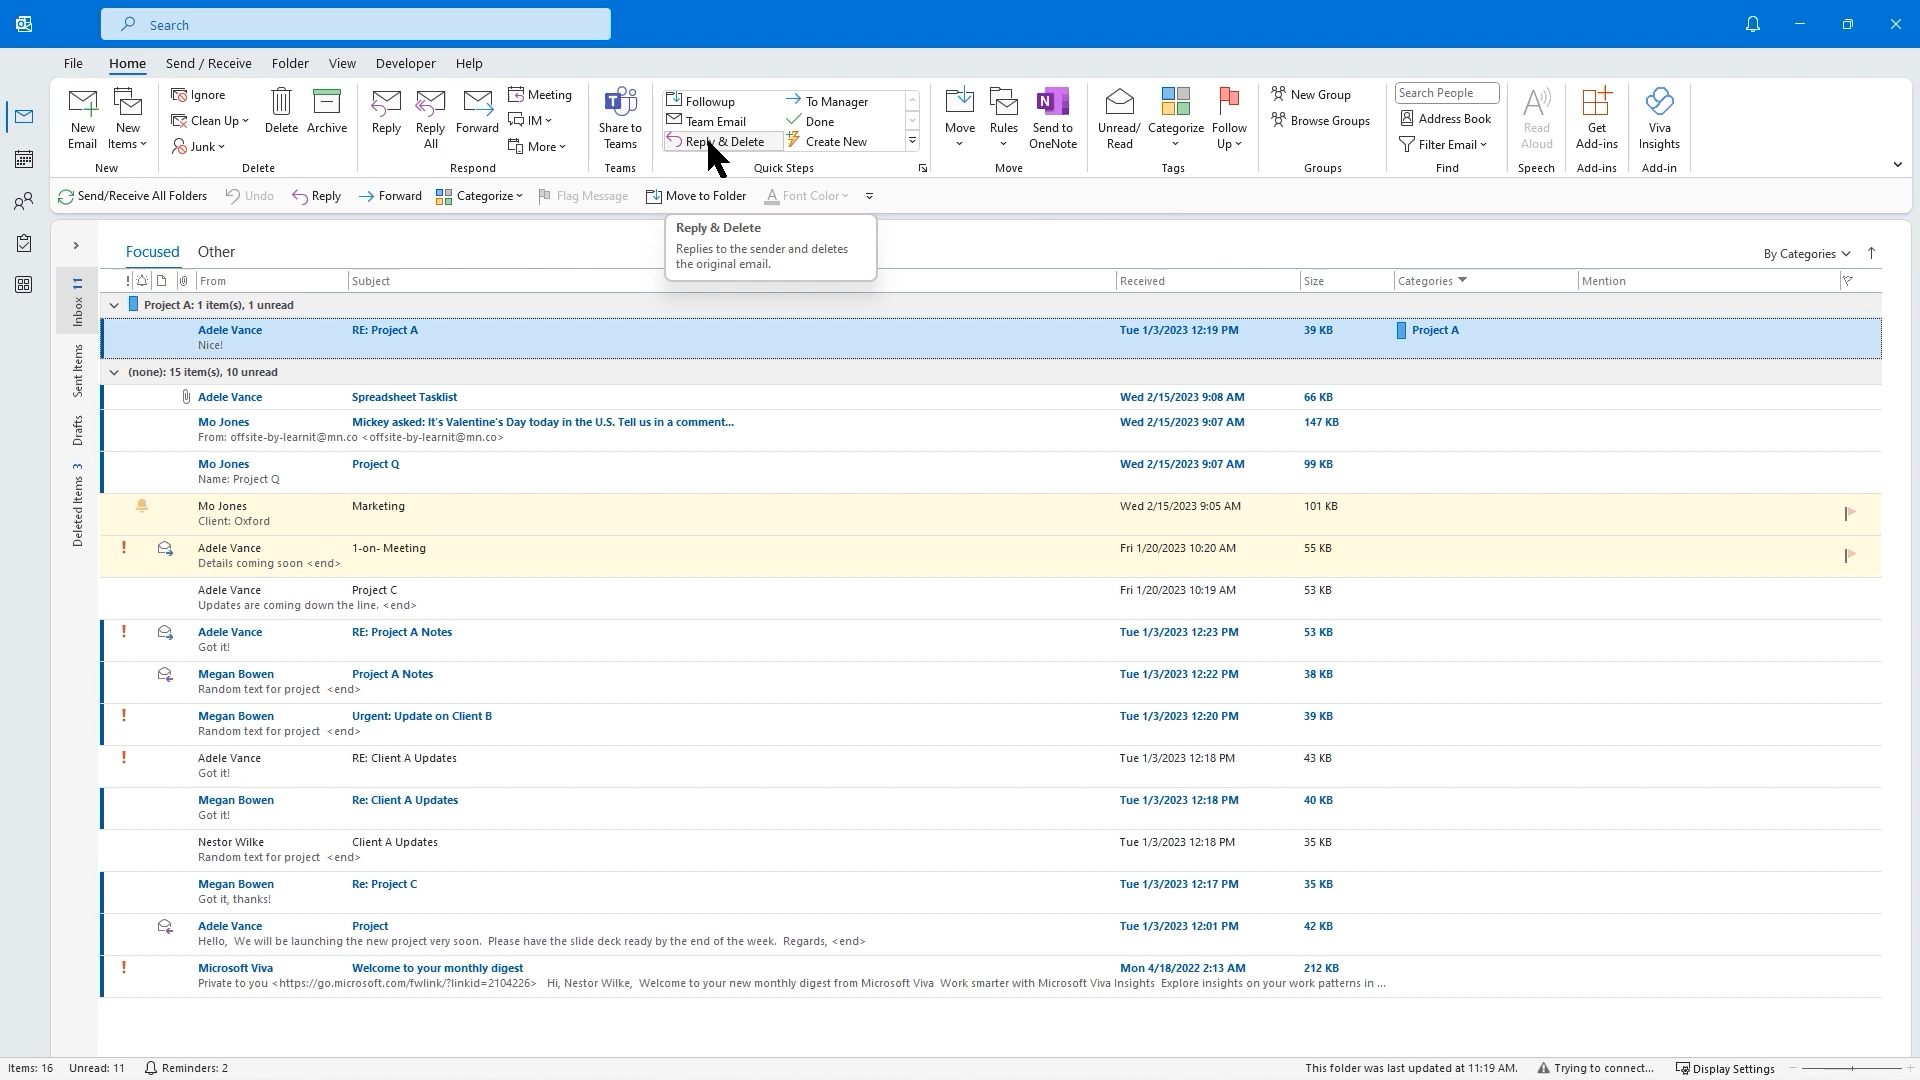 Search
File Home Send / Receive Folder View Developer Help
New Email
New Items
New
Ignore
Clean Up
Junk
Delete
Archive
Delete
Reply
Reply All
Forward
Meeting
IM
More
Respond
Share to Teams
Teams
Followup
Team Email
Reply & Delete
To Manager
Done
Create New
Quick Steps
Move
Rules
Send to OneNote
Move
Unread/ Read
Categorize
Follow Up
Tags
New Group
Browse Groups
Groups
Search People
Address Book
Filter Email
Find
Read Aloud
Speech
Get Add-ins
Add-ins
Viva Insights
Add-in
Send/Receive All Folders Undo Reply Forward Categorize Flag Message Move to Folder Font Color
Reply & Delete
Replies to the sender and deletes
the original email.
Inbox 11
Sent Items
Drafts
Deleted Items 3
Focused Other By Categories
! From Subject Received Size Categories Mention
Project A: 1 item(s), 1 unread
Adele Vance RE: Project A Tue 1/3/2023 12:19 PM 39 KB Project A
Nice!
(none): 15 item(s), 10 unread
Adele Vance Spreadsheet Tasklist Wed 2/15/2023 9:08 AM 66 KB
Mo Jones Mickey asked: It's Valentine's Day today in the U.S. Tell us in a comment... Wed 2/15/2023 9:07 AM 147 KB
From: offsite-by-learnit@mn.co <offsite-by-learnit@mn.co>
Mo Jones Project Q Wed 2/15/2023 9:07 AM 99 KB
Name: Project Q
Mo Jones Marketing Wed 2/15/2023 9:05 AM 101 KB
Client: Oxford
! Adele Vance 1-on- Meeting Fri 1/20/2023 10:20 AM 55 KB
Details coming soon <end>
Adele Vance Project C Fri 1/20/2023 10:19 AM 53 KB
Updates are coming down the line. <end>
! Adele Vance RE: Project A Notes Tue 1/3/2023 12:23 PM 53 KB
Got it!
Megan Bowen Project A Notes Tue 1/3/2023 12:22 PM 38 KB
Random text for project <end>
! Megan Bowen Urgent: Update on Client B Tue 1/3/2023 12:20 PM 39 KB
Random text for project <end>
! Adele Vance RE: Client A Updates Tue 1/3/2023 12:18 PM 43 KB
Got it!
Megan Bowen Re: Client A Updates Tue 1/3/2023 12:18 PM 40 KB
Got it!
Nestor Wilke Client A Updates Tue 1/3/2023 12:18 PM 35 KB
Random text for project <end>
Megan Bowen Re: Project C Tue 1/3/2023 12:17 PM 35 KB
Got it, thanks!
Adele Vance Project Tue 1/3/2023 12:01 PM 42 KB
Hello, We will be launching the new project very soon. Please have the slide deck ready by the end of the week. Regards, <end>
! Microsoft Viva Welcome to your monthly digest Mon 4/18/2022 2:13 AM 212 KB
Private to you <https://go.microsoft.com/fwlink/?linkid=2104226> Hi, Nestor Wilke, Welcome to your new monthly digest from Microsoft Viva Work smarter with Microsoft Viva Insights Explore insights on your work patterns in ...
Items: 16 Unread: 11 Reminders: 2 This folder was last updated at 11:19 AM. Trying to connect... Display Settings